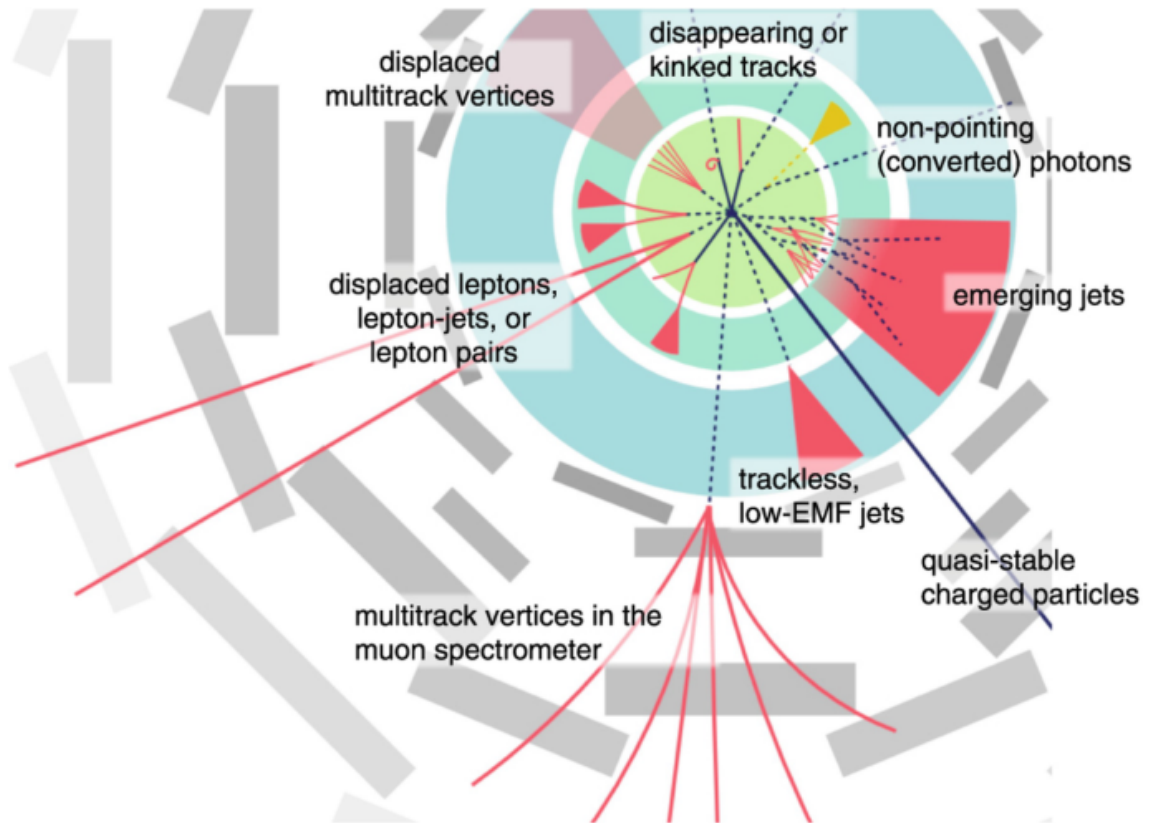 disappearing or
kinked tracks
displaced
multitrack vertices
non-pointing
(converted) photons
displaced leptons,
lepton-jets, or
lepton pairs
emerging jets
trackless,
low-EMF jets
quasi-stable
charged particles
multitrack vertices in the
muon spectrometer